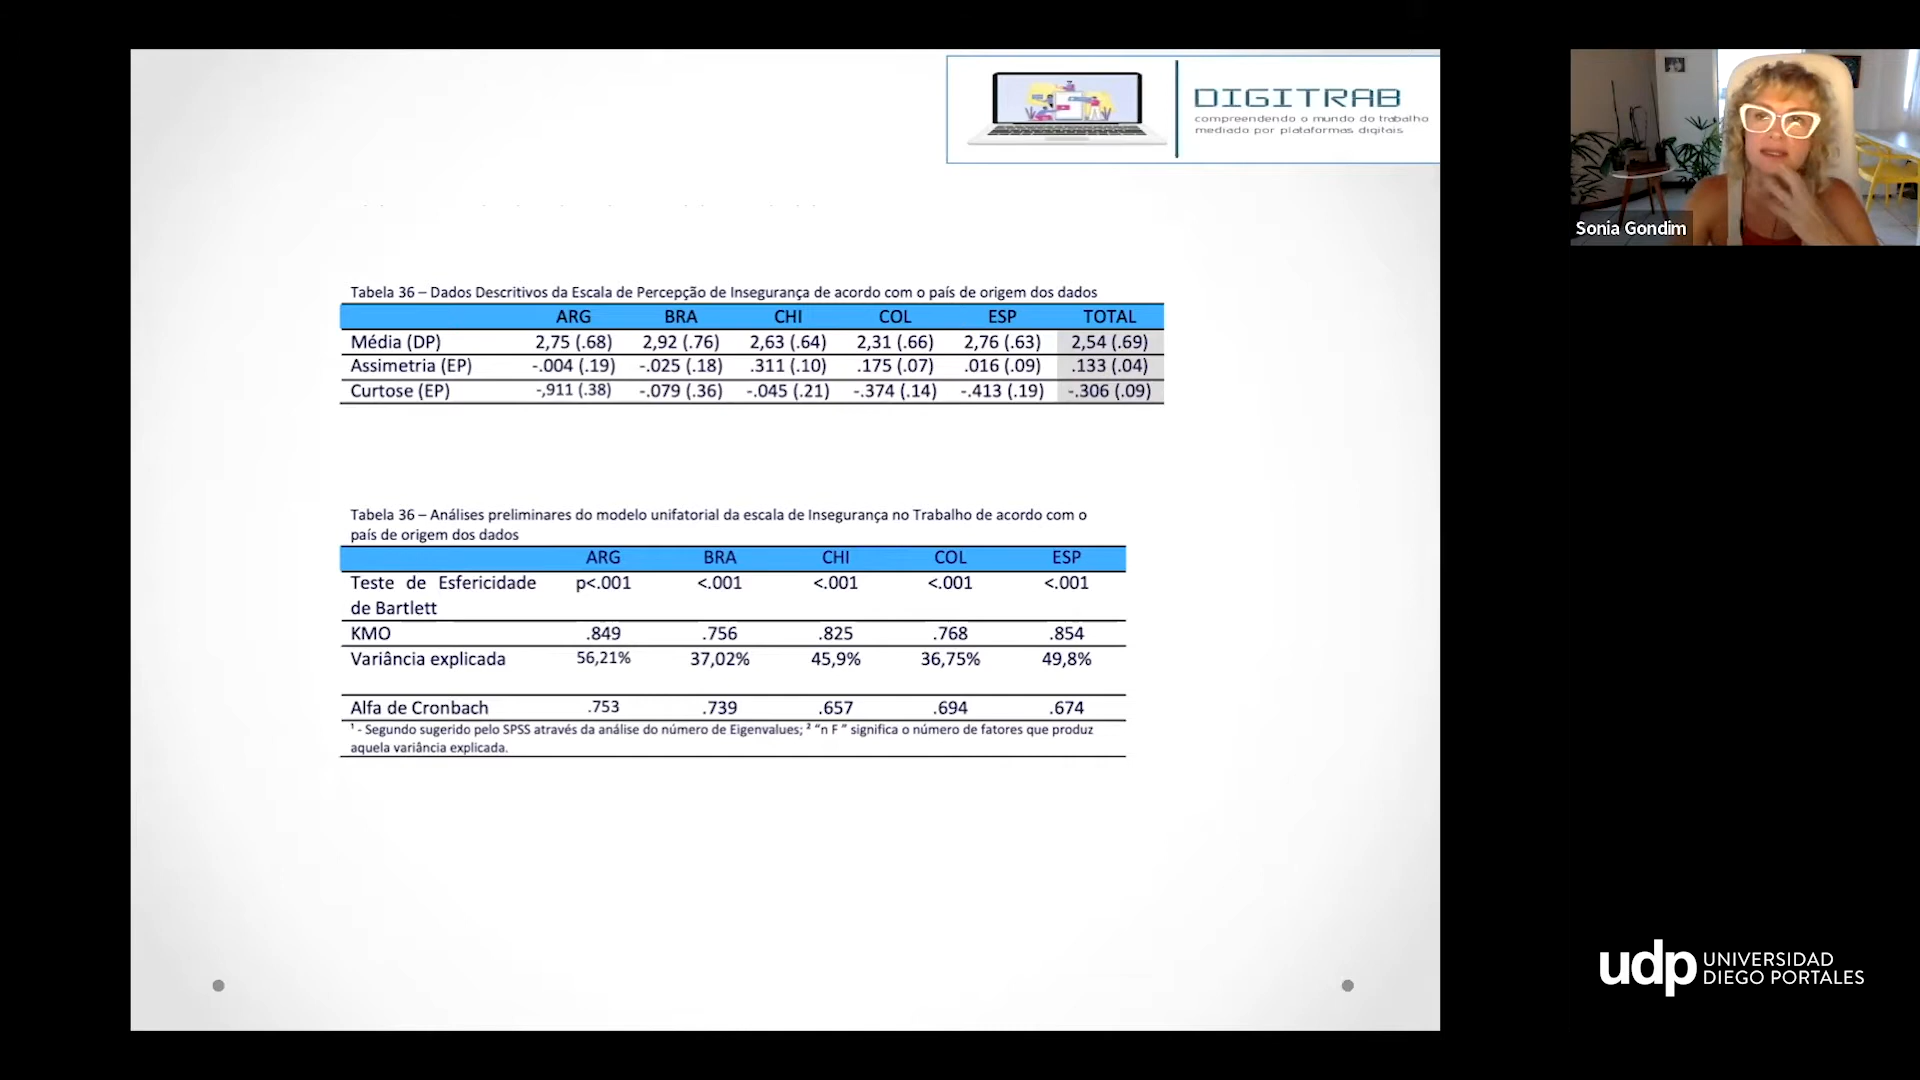 DIGITRAB
compreendendo o mundo do trabalho
mediado por plataformas digitais
Sonia Gondim
Tabela 36 – Dados Descritivos da Escala de Percepção de Insegurança de acordo com o país de origem dos dados
ARG BRA CHI COL ESP TOTAL
Média (DP) 2,75 (.68) 2,92 (.76) 2,63 (.64) 2,31 (.66) 2,76 (.63) 2,54 (.69)
Assimetria (EP) -.004 (.19) -.025 (.18) .311 (.10) .175 (.07) .016 (.09) .133 (.04)
Curtose (EP) -,911 (.38) -.079 (.36) -.045 (.21) -.374 (.14) -.413 (.19) -.306 (.09)
Tabela 36 – Análises preliminares do modelo unifatorial da escala de Insegurança no Trabalho de acordo com o
país de origem dos dados
ARG BRA CHI COL ESP
Teste de Esfericidade p<.001 <.001 <.001 <.001 <.001
de Bartlett
KMO .849 .756 .825 .768 .854
Variância explicada 56,21% 37,02% 45,9% 36,75% 49,8%
Alfa de Cronbach .753 .739 .657 .694 .674
¹ - Segundo sugerido pelo SPSS através da análise do número de Eigenvalues; ² “n F ” significa o número de fatores que produz
aquela variância explicada.
udp UNIVERSIDAD
DIEGO PORTALES